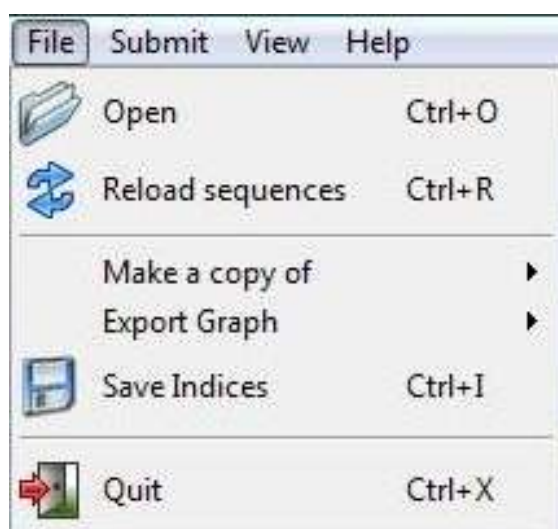 File Submit View Help
Open Ctrl+O
Reload sequences Ctrl+R
Make a copy of
Export Graph
Save Indices Ctrl+I
Quit Ctrl+X